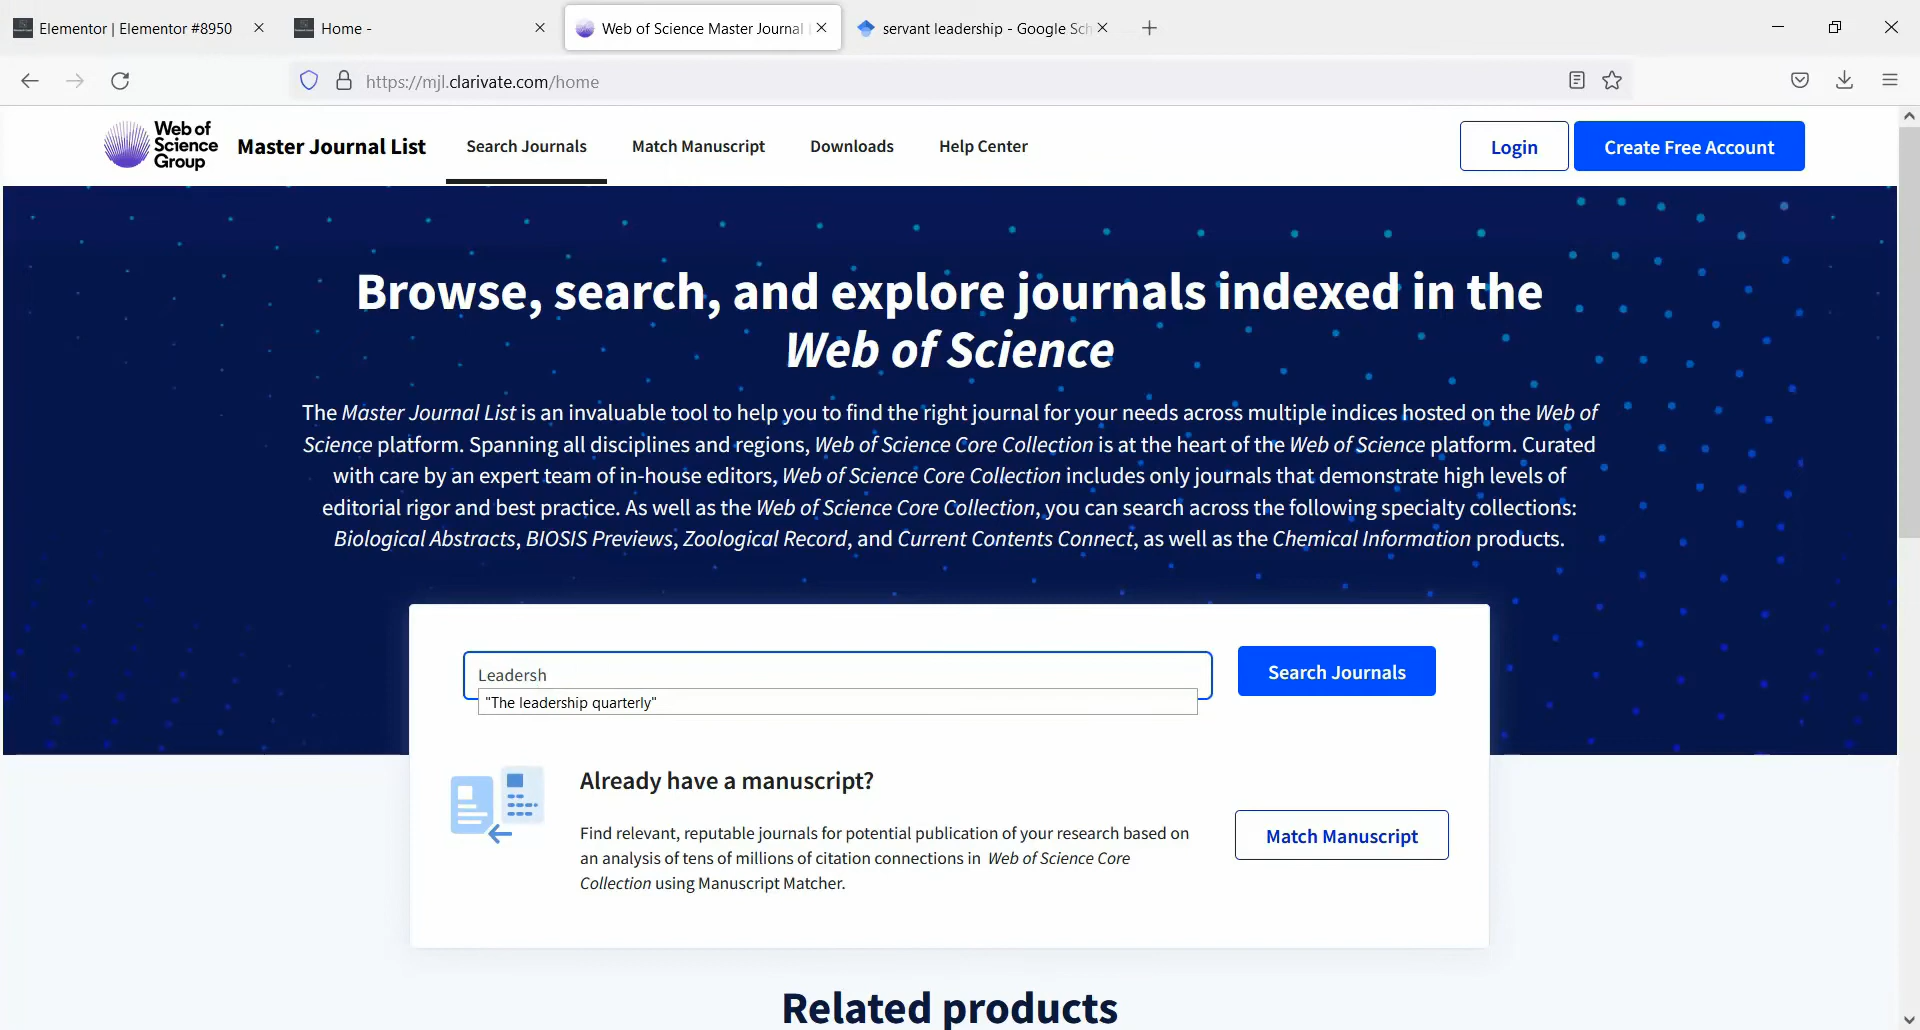 Elementor | Elementor #8950
Home -
Web of Science Master Journal
servant leadership - Google Sch
https://mjl.clarivate.com/home
Web of
Science
Group
Master Journal List
Search Journals
Match Manuscript
Downloads
Help Center
Login
Create Free Account
Browse, search, and explore journals indexed in the
Web of Science
The Master Journal List is an invaluable tool to help you to find the right journal for your needs across multiple indices hosted on the Web of
Science platform. Spanning all disciplines and regions, Web of Science Core Collection is at the heart of the Web of Science platform. Curated
with care by an expert team of in-house editors, Web of Science Core Collection includes only journals that demonstrate high levels of
editorial rigor and best practice. As well as the Web of Science Core Collection, you can search across the following specialty collections:
Biological Abstracts, BIOSIS Previews, Zoological Record, and Current Contents Connect, as well as the Chemical Information products.
Leadersh
Search Journals
"The leadership quarterly"
Already have a manuscript?
Find relevant, reputable journals for potential publication of your research based on
an analysis of tens of millions of citation connections in Web of Science Core
Collection using Manuscript Matcher.
Match Manuscript
Related products